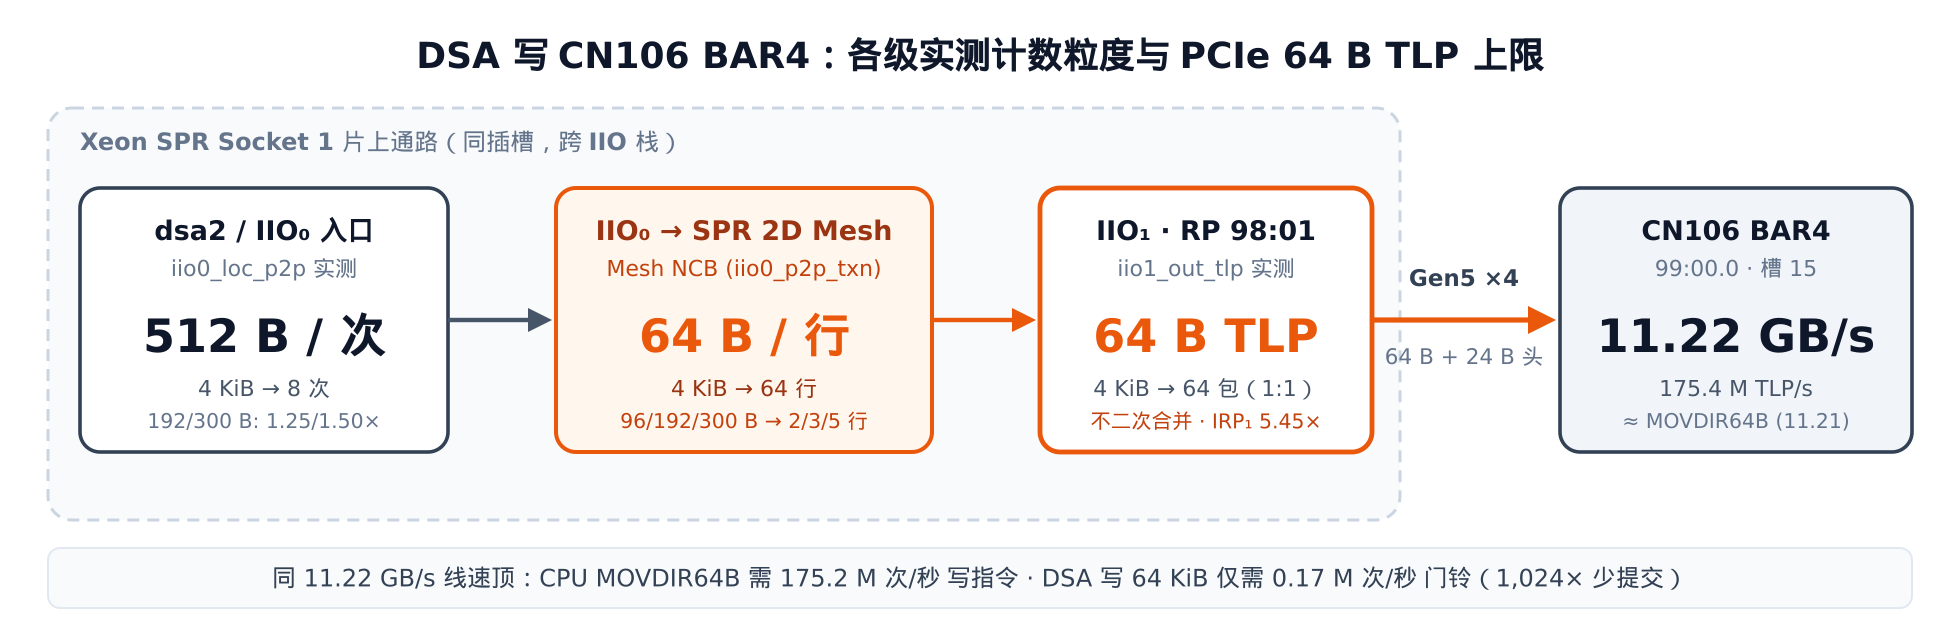 DSA 写 CN106 BAR4：各级实测计数粒度与 PCIe 64 B TLP 上限
Xeon SPR Socket 1 片上通路（同插槽，跨 IIO 栈）
dsa2 / IIO₀ 入口
iio0_loc_p2p 实测
512 B / 次
4 KiB → 8 次
192/300 B: 1.25/1.50×
IIO₀ → SPR 2D Mesh
Mesh NCB (iio0_p2p_txn)
64 B / 行
4 KiB → 64 行
96/192/300 B → 2/3/5 行
IIO₁ · RP 98:01
iio1_out_tlp 实测
64 B TLP
4 KiB → 64 包（1:1）
不二次合并 · IRP₁ 5.45×
Gen5 ×4
64 B + 24 B 头
CN106 BAR4
99:00.0 · 槽 15
11.22 GB/s
175.4 M TLP/s
≈ MOVDIR64B (11.21)
同 11.22 GB/s 线速顶：CPU MOVDIR64B 需 175.2 M 次/秒 写指令 · DSA 写 64 KiB 仅需 0.17 M 次/秒 门铃（1,024× 少提交）